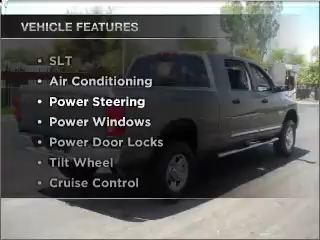 VEHICLE FEATURES
• SLT
• Air Conditioning
• Power Steering
• Power Windows
• Power Door Locks
• Tilt Wheel
• Cruise Control